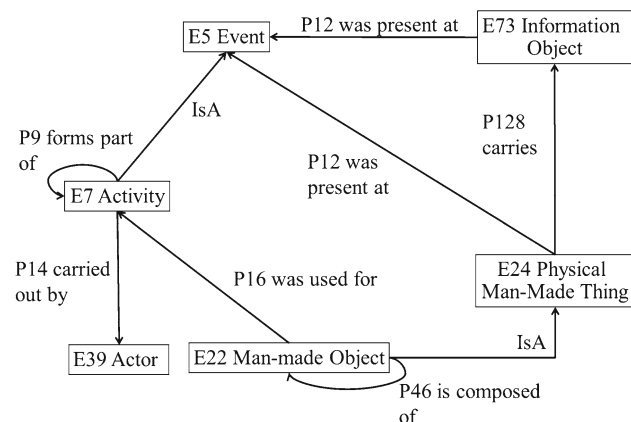 P12 was present at
E73 Information
Object
E5 Event
IsA
P9 forms part
of
P128
carries
P12 was
present at
E7 Activity
P14 carried
out by
P16 was used for
E24 Physical
Man-Made Thing
IsA
E39 Actor
E22 Man-made Object
P46 is composed
of